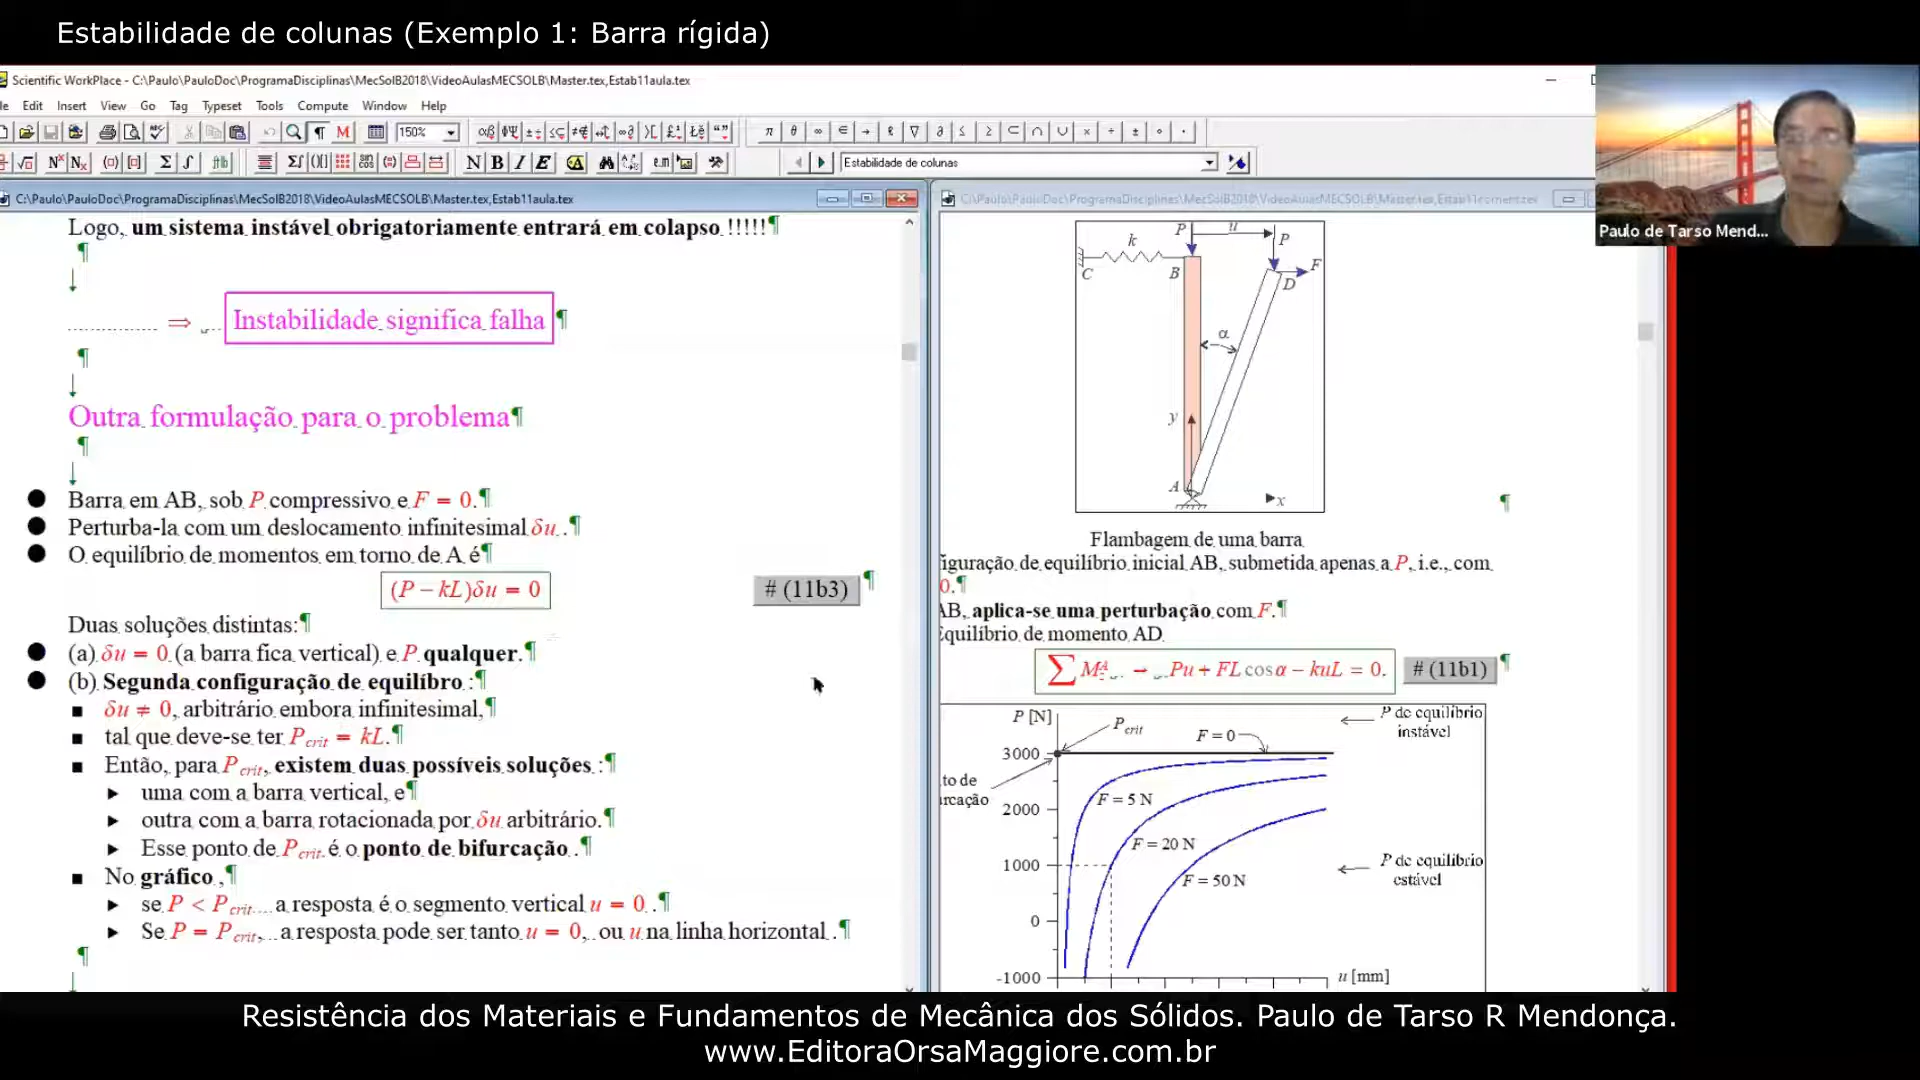 Estabilidade de colunas (Exemplo 1: Barra rígida)
Scientific WorkPlace - C:\Paulo\PauloDoc\ProgramaDisciplinas\MecSolB2018\VideoAulasMECSOLB\Master.tex,Estab11aula.tex
Edit Insert View Go Tag Typeset Tools Compute Window Help
150%
Estabilidade de colunas
C:\Paulo\PauloDoc\ProgramaDisciplinas\MecSolB2018\VideoAulasMECSOLB\Master.tex,Estab11aula.tex
Logo, um sistema instável obrigatoriamente entrará em colapso !!!!!¶
¶
⇒ Instabilidade significa falha ¶
¶
Outra formulação para o problema¶
¶
Barra em AB, sob P compressivo e F = 0.¶
Perturba-la com um deslocamento infinitesimal δu .¶
O equilíbrio de momentos em torno de A é¶
(P − kL)δu = 0 # (11b3) ¶
Duas soluções distintas:¶
(a) δu = 0 (a barra fica vertical) e P qualquer.¶
(b) Segunda configuração de equilíbro :¶
δu ≠ 0, arbitrário embora infinitesimal,¶
tal que deve-se ter P_crit = kL.¶
Então, para P_crit, existem duas possíveis soluções :¶
uma com a barra vertical, e¶
outra com a barra rotacionada por δu arbitrário.¶
Esse ponto de P_crit é o ponto de bifurcação .¶
No gráfico ,¶
se P < P_crit a resposta é o segmento vertical u = 0 .¶
Se P = P_crit, a resposta pode ser tanto u = 0, ou u na linha horizontal .¶
¶
P u P
k
C B F
D
α
y
A x
¶
Flambagem de uma barra
iguração de equilíbrio inicial AB, submetida apenas a P, i.e., com
0.¶
AB, aplica-se uma perturbação com F.¶
quilíbrio de momento AD
Pu + FL cos α − kuL = 0. # (11b1) ¶
P [N] P_crit F = 0 P de equilíbrio
instável
3000
to de
rcação
F = 5 N
2000
F = 20 N
1000
P de equilíbrio
estável
F = 50 N
0
-1000
u [mm]
Paulo de Tarso Mend...
Resistência dos Materiais e Fundamentos de Mecânica dos Sólidos. Paulo de Tarso R Mendonça.
www.EditoraOrsaMaggiore.com.br